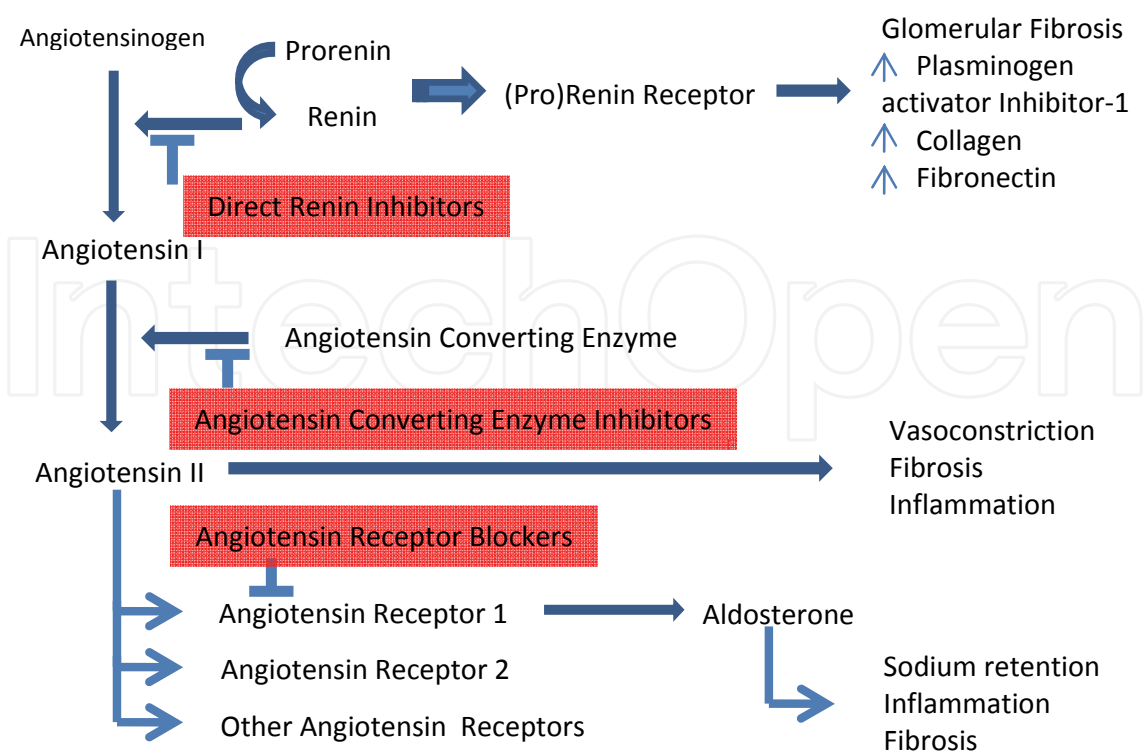 Angiotensinogen
Prorenin
Renin
(Pro)Renin Receptor
Glomerular Fibrosis
Plasminogen
activator Inhibitor-1
Collagen
Fibronectin
Direct Renin Inhibitors
Angiotensin I
IntechOpen
Angiotensin Converting Enzyme
Angiotensin Converting Enzyme Inhibitors
Angiotensin II
Vasoconstriction
Fibrosis
Inflammation
Angiotensin Receptor Blockers
Angiotensin Receptor 1
Aldosterone
Angiotensin Receptor 2
Other Angiotensin Receptors
Sodium retention
Inflammation
Fibrosis